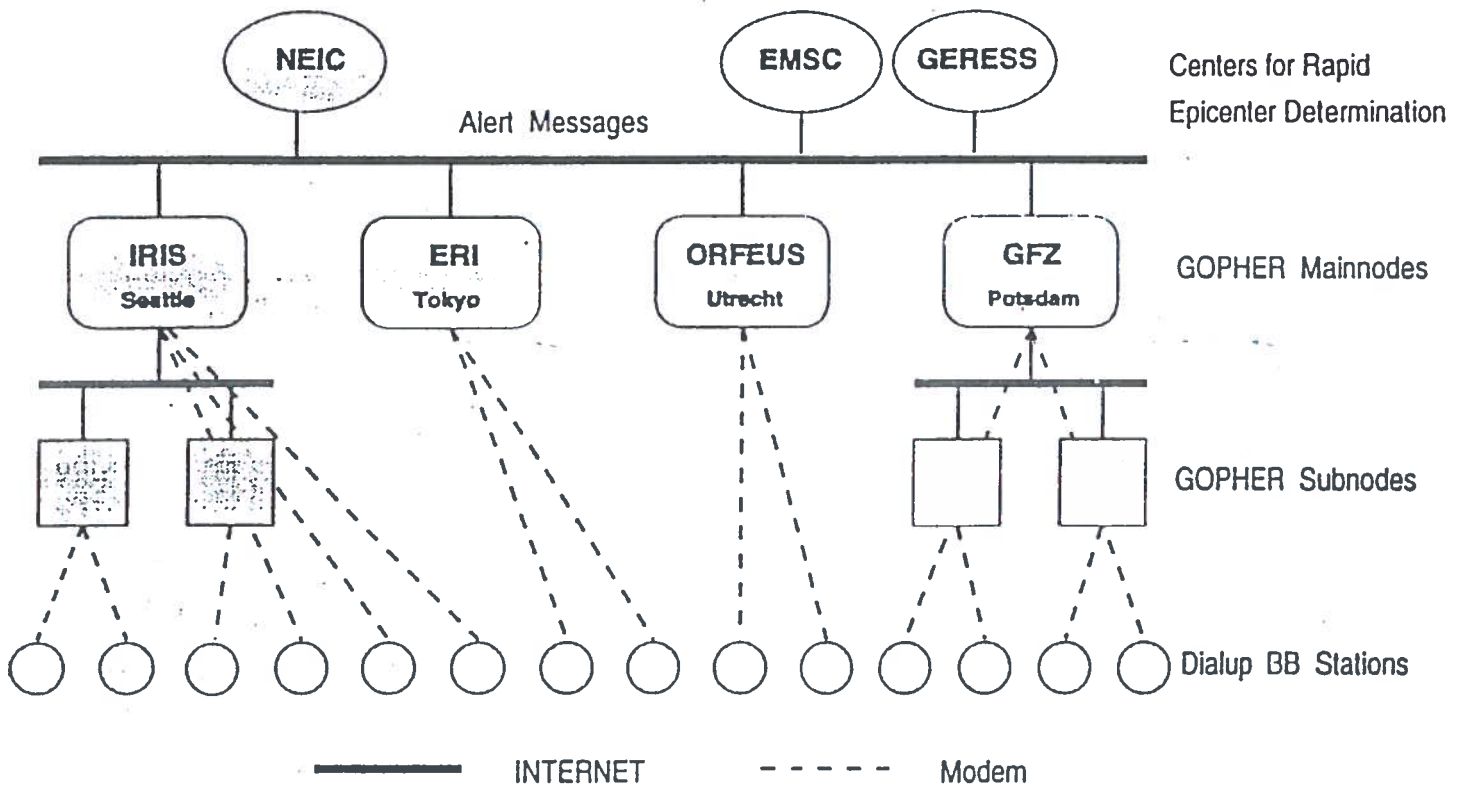 NEIC
EMSC
GERESS
Centers for Rapid
Epicenter Determination
Alert Messages
IRIS
Seattle
ERI
Tokyo
ORFEUS
Utrecht
GFZ
Potsdam
GOPHER Mainnodes
GOPHER Subnodes
Dialup BB Stations
INTERNET
Modem